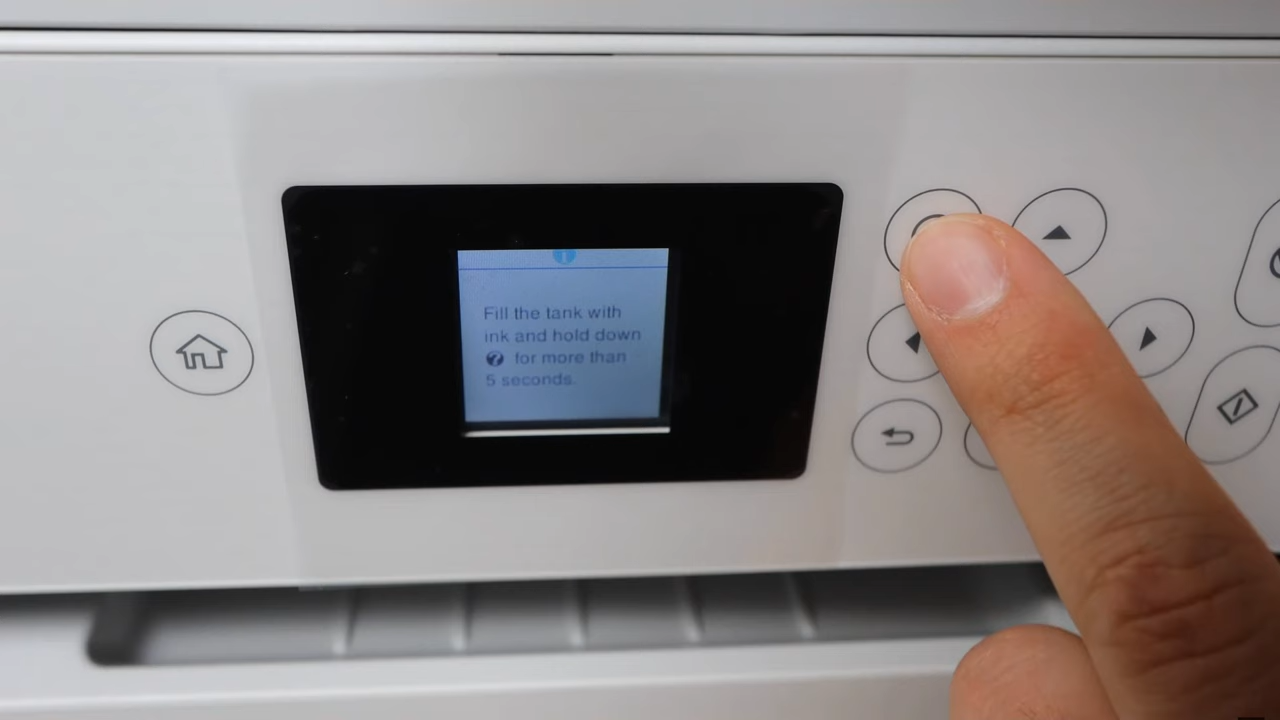 Fill the tank with
ink and hold down
? for more than
5 seconds.